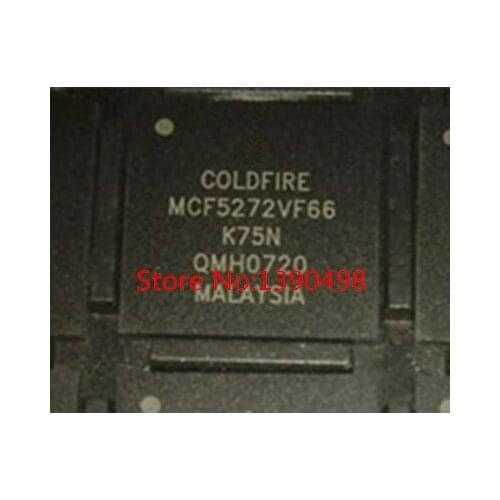 COLDFIRE
MCF5272VF66
K75N
QMH0720
Store No:1390498
MALAYSIA